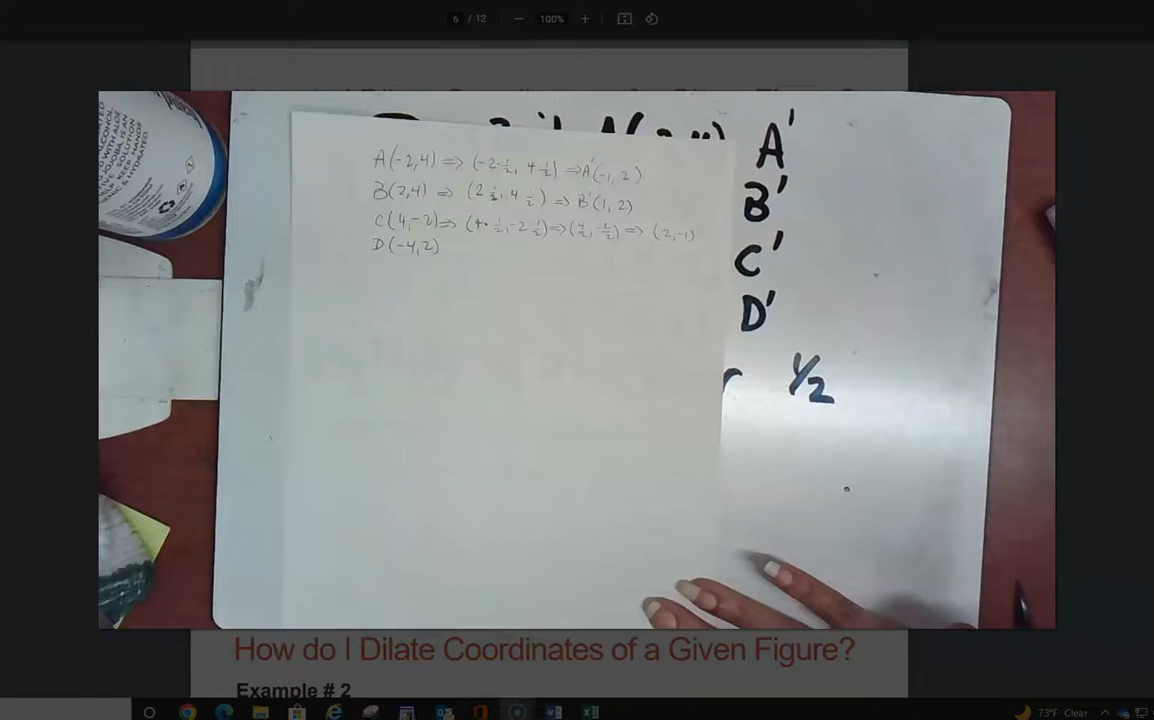 6 / 12
100%
A(-2,4) => (-2·1/2, 4 1/2) => A'(-1, 2)
B(2,4) => (2 1/2, 4 1/2) => B'(1, 2)
C(4,-2) => (4·1/2, -2 1/2) => (4/2, -2/2) => (2,-1)
D(-4,2)
A'
B'
C'
D'
1/2
How do I Dilate Coordinates of a Given Figure?
Example # 2
73°F Clear